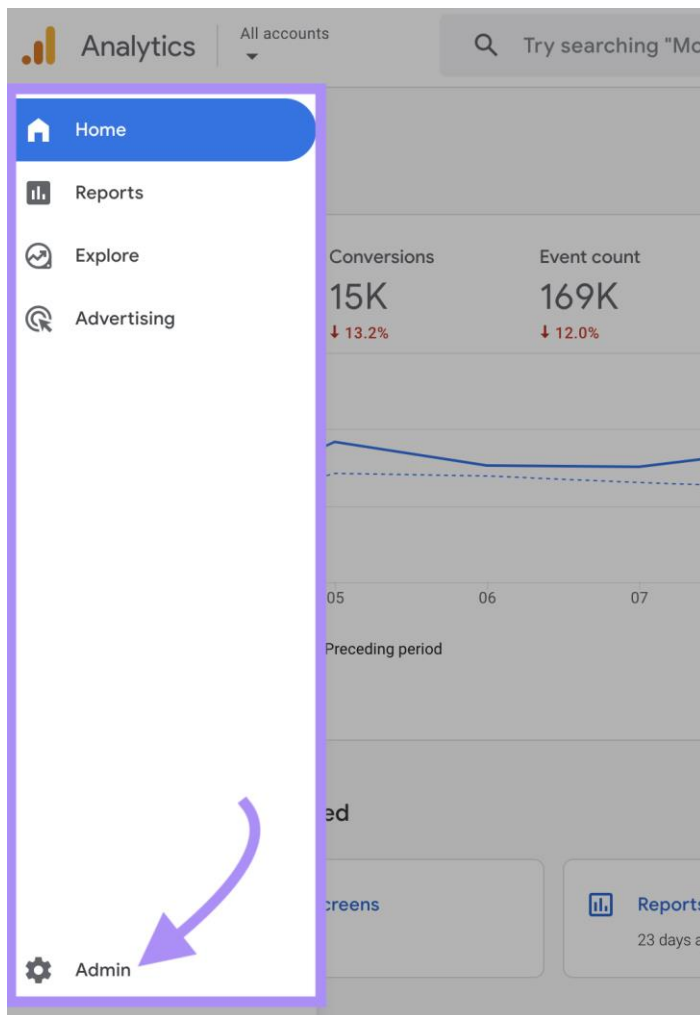 Analytics
All accounts
Try searching "Mo
Home
Reports
Explore
Advertising
Conversions
Event count
15K
169K
↓ 13.2%
↓ 12.0%
05
06
07
Preceding period
ed
creens
Reports
23 days a
Admin